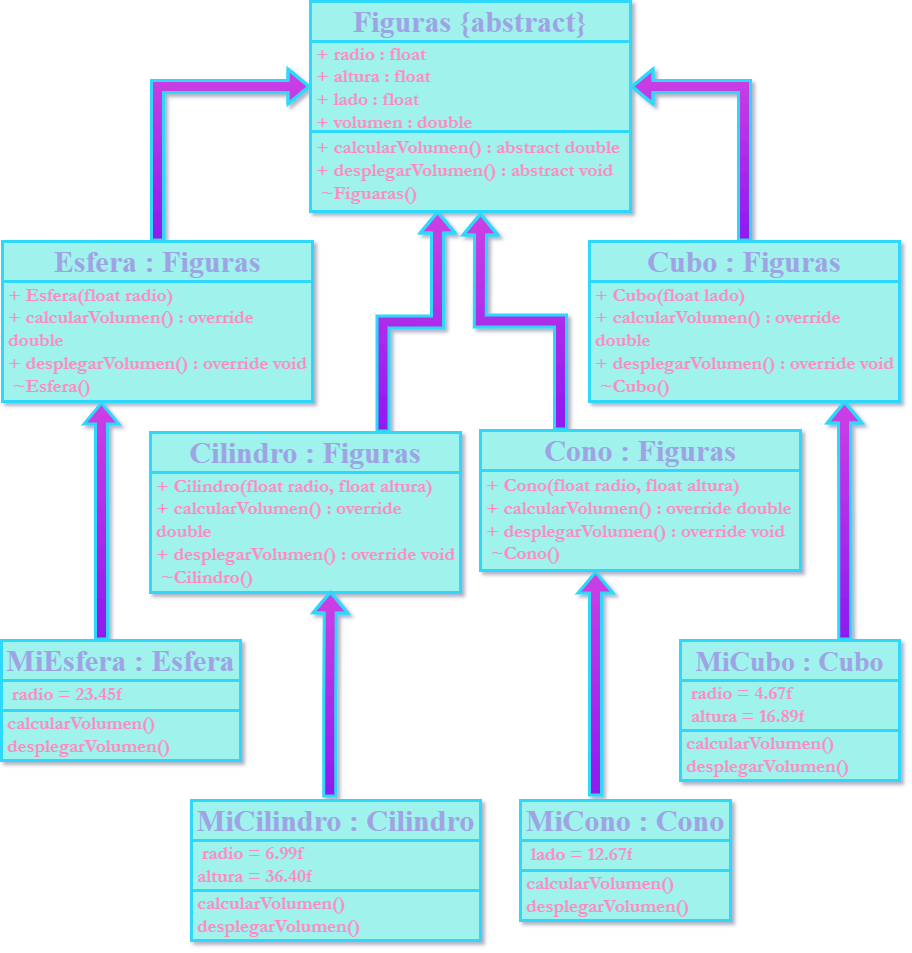 Figuras {abstract}
+ radio : float
+ altura : float
+ lado : float
+ volumen : double
+ calcularVolumen() : abstract double
+ desplegarVolumen() : abstract void
~Figuaras()
Esfera : Figuras
+ Esfera(float radio)
+ calcularVolumen() : override
double
+ desplegarVolumen() : override void
~Esfera()
Cubo : Figuras
+ Cubo(float lado)
+ calcularVolumen() : override
double
+ desplegarVolumen() : override void
~Cubo()
Cilindro : Figuras
+ Cilindro(float radio, float altura)
+ calcularVolumen() : override
double
+ desplegarVolumen() : override void
~Cilindro()
Cono : Figuras
+ Cono(float radio, float altura)
+ calcularVolumen() : override double
+ desplegarVolumen() : override void
~Cono()
MiEsfera : Esfera
radio = 23.45f
calcularVolumen()
desplegarVolumen()
MiCubo : Cubo
radio = 4.67f
altura = 16.89f
calcularVolumen()
desplegarVolumen()
MiCilindro : Cilindro
radio = 6.99f
altura = 36.40f
calcularVolumen()
desplegarVolumen()
MiCono : Cono
lado = 12.67f
calcularVolumen()
desplegarVolumen()